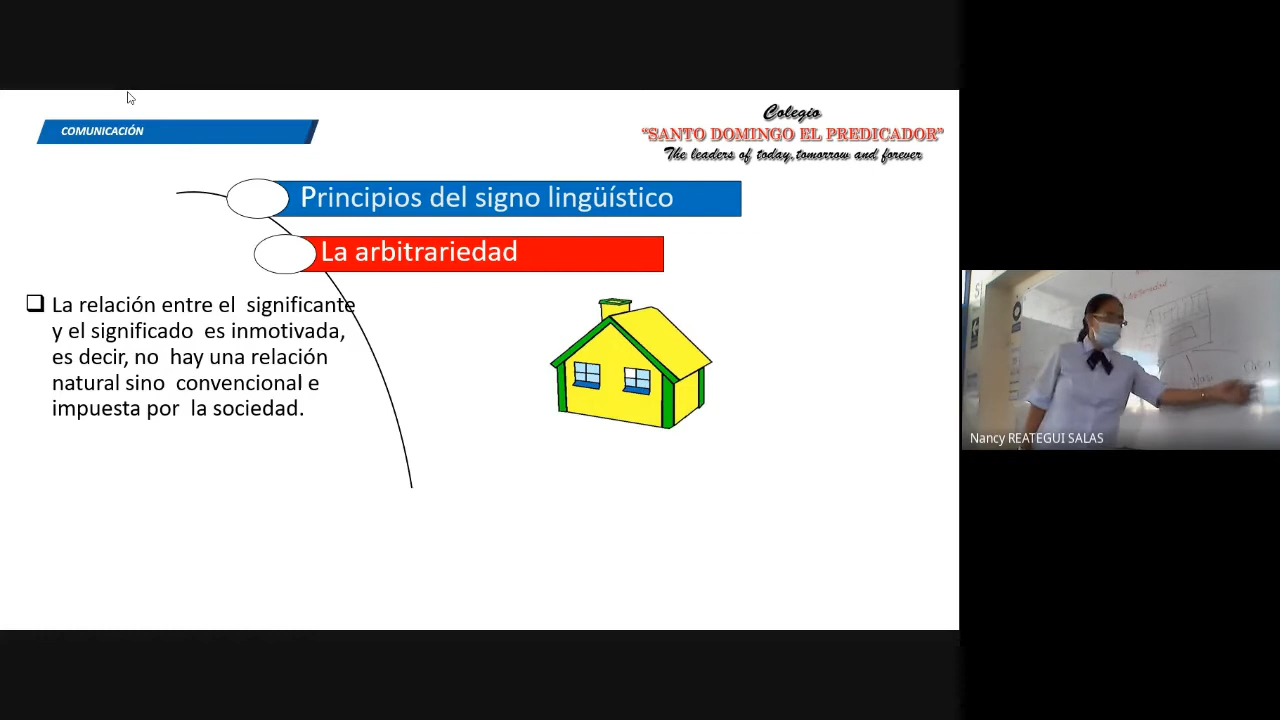 COMUNICACIÓN
Colegio
“SANTO DOMINGO EL PREDICADOR”
The leaders of today, tomorrow and forever
Principios del signo lingüístico
La arbitrariedad
La relación entre el significante
y el significado es inmotivada,
es decir, no hay una relación
natural sino convencional e
impuesta por la sociedad.
Nancy REATEGUI SALAS